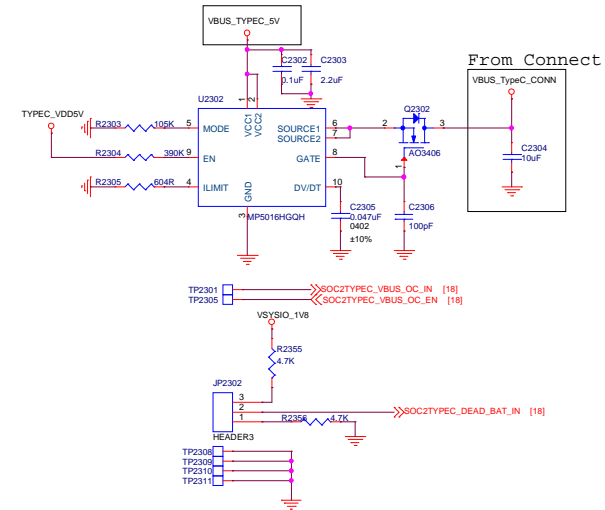 VBUS_TYPEC_5V
From Connect
C2302
C2303
0.1uF
2.2uF
VBUS_TypeC_CONN
U2302
Q2302
TYPEC_VDD5V
1
2
R2303
105K
5
MODE
VCC1
VCC2
SOURCE1
6
2
3
SOURCE2
7
R2304
390K
9
EN
GATE
8
AO3406
C2304
10uF
1
R2305
604R
4
ILIMIT
GND
DV/DT
10
3
MP5016HGQH
C2305
0.047uF
0402
±10%
C2306
100pF
TP2301
SOC2TYPEC_VBUS_OC_IN [18]
TP2305
SOC2TYPEC_VBUS_OC_EN [18]
VSYSIO_1V8
R2355
4.7K
JP2302
3
2
SOC2TYPEC_DEAD_BAT_IN [18]
1
R2356
4.7K
HEADER3
TP2308
TP2309
TP2310
TP2311